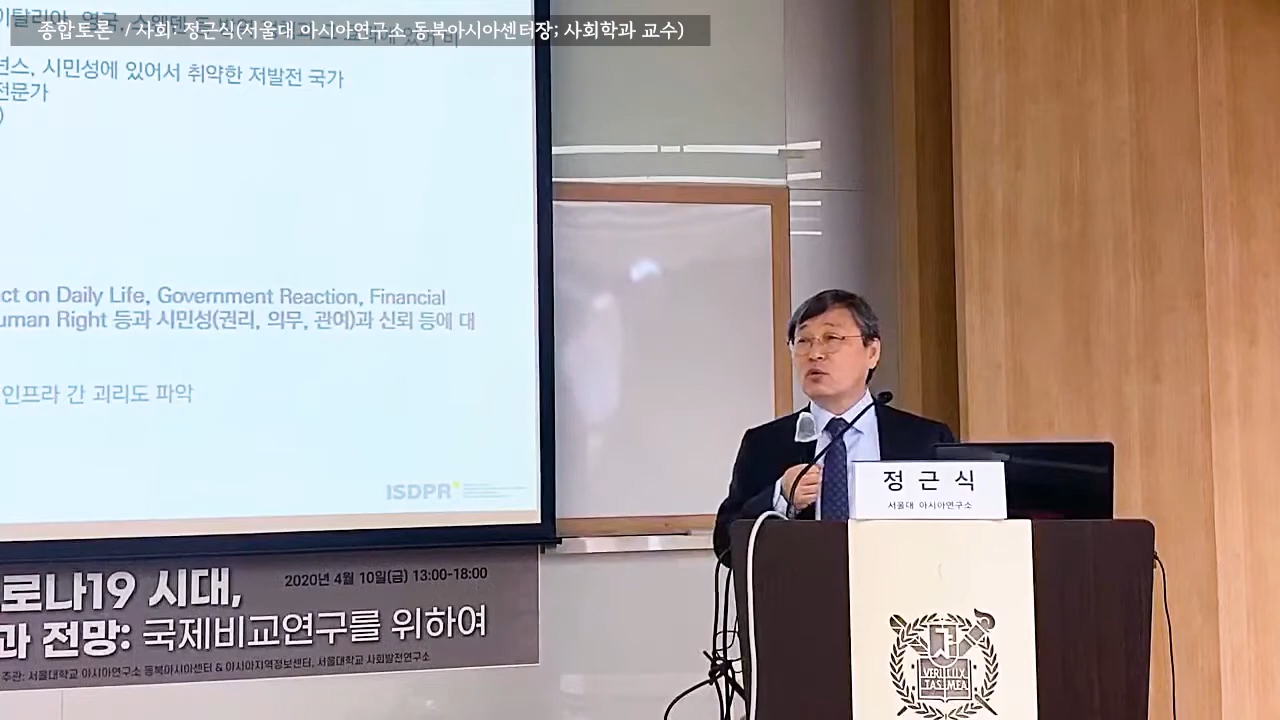 종합토론 / 사회: 정근식(서울대 아시아연구소 동북아시아센터장; 사회학과 교수)
시민성에 있어서 취약한 저발전 국가
전문가
)
on Daily Life, Government Reaction, Financial
Right 등과 시민성(권리, 의무, 관여)과 신뢰 등에 대
인프라 간 괴리도 파악
ISDPR
정 근 식
서울대 아시아연구소
로나19 시대,
2020년 4월 10일(금) 13:00-18:00
과 전망: 국제비교연구를 위하여
주관: 서울대학교 아시아연구소 동북아시아센터 & 아시아지역정보센터, 서울대학교 사회발전연구소
VERI LUX
TAS MEA